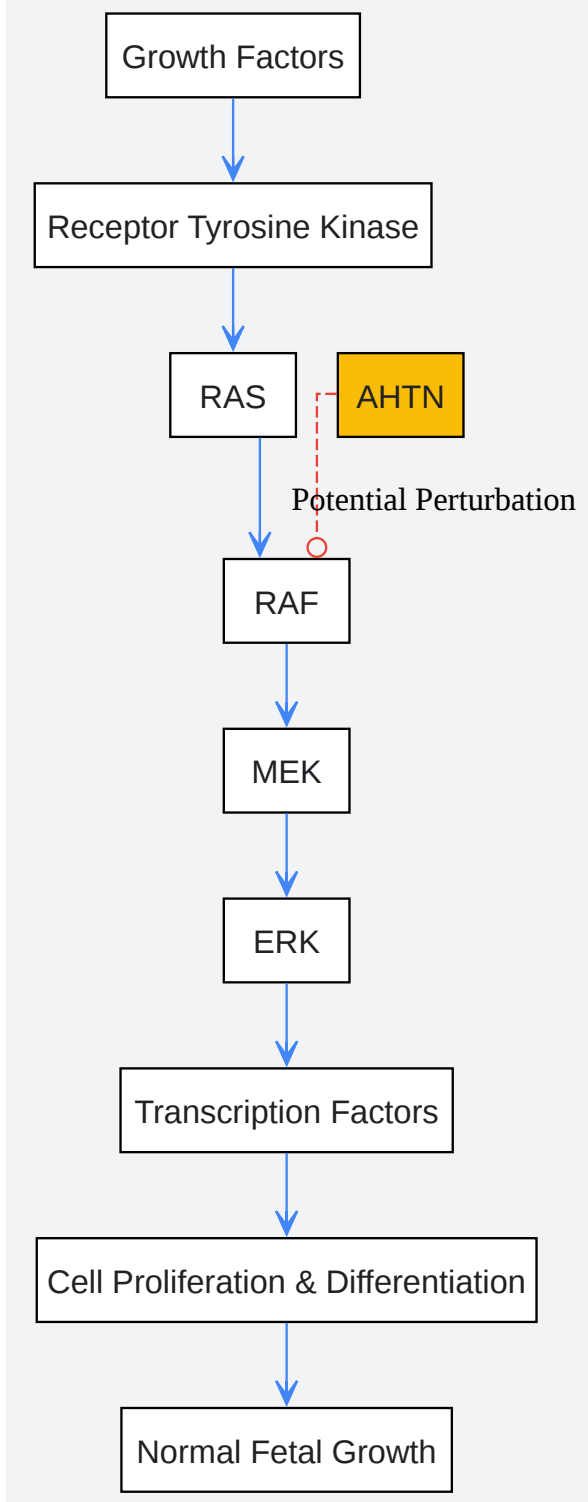 Growth Factors
Receptor Tyrosine Kinase
RAS
AHTN
Potential Perturbation
RAF
MEK
ERK
Transcription Factors
Cell Proliferation & Differentiation
Normal Fetal Growth